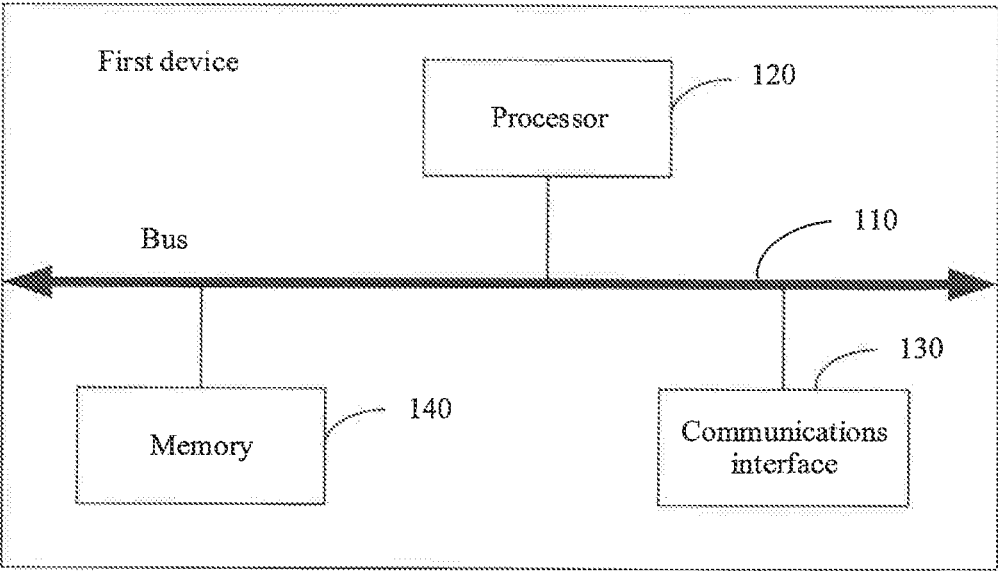 First device
120
Processor
110
Bus
130
140
Memory
Communications
interface